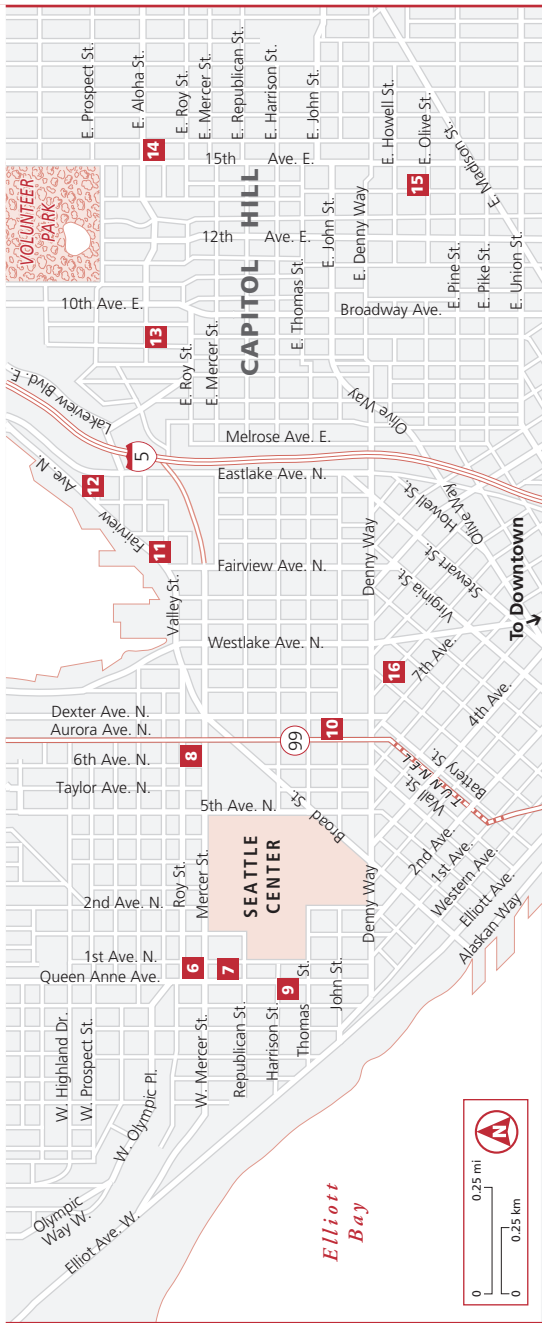 E. Prospect St.
E. Aloha St.
E. Roy St.
E. Mercer St.
E. Republican St.
E. Harrison St.
E. John St.
E. Howell St.
E. Olive St.
E. Madison St.
14
15th Ave. E.
15
VOLUNTEER
PARK
CAPITOL HILL
12th Ave. E.
E. John St.
E. Denny Way
E. Thomas St.
E. Pine St.
E. Pike St.
E. Union St.
10th Ave. E.
Broadway Ave.
13
E. Roy St.
E. Mercer St.
Lakeview Blvd. E.
Olive Way
Melrose Ave. E.
5
Eastlake Ave. N.
12
Fairview Ave. N.
11
Howell St.
Olive Way
Stewart St.
Fairview Ave. N.
Denny Way
Virginia St.
Valley St.
To Downtown
Westlake Ave. N.
16
7th Ave.
4th Ave.
Dexter Ave. N.
Aurora Ave. N.
99
10
6th Ave. N.
8
Taylor Ave. N.
Battery St.
TUNNEL
Wall St.
5th Ave. N.
Broad St.
SEATTLE
CENTER
2nd Ave. N.
Roy St.
Mercer St.
Denny Way
2nd Ave.
1st Ave.
Western Ave.
Elliott Ave.
Alaskan Way
1st Ave. N.
Queen Anne Ave.
6
7
9
W. Highland Dr.
W. Prospect St.
W. Olympic Pl.
W. Mercer St.
Republican St.
Harrison St.
Thomas St.
John St.
Olympic
Way W.
Elliot Ave. W.
Elliott
Bay
0 0.25 mi
0 0.25 km
N